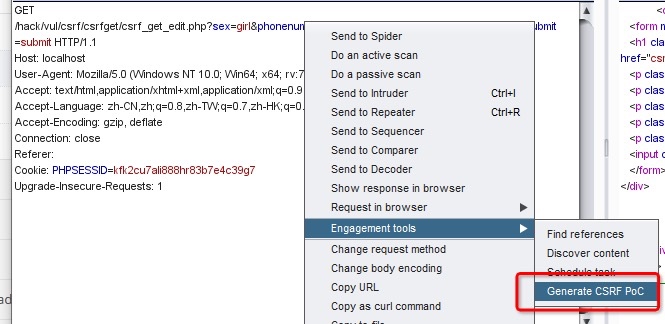 GET
/hack/vul/csrf/csrfget/csrf_get_edit.php?sex=girl&phonenum
submit
=submit HTTP/1.1
Host: localhost
User-Agent: Mozilla/5.0 (Windows NT 10.0; Win64; x64; rv:7
Accept: text/html,application/xhtml+xml,application/xml;q=0.9
Accept-Language: zh-CN,zh;q=0.8,zh-TW;q=0.7,zh-HK;q=0.
Accept-Encoding: gzip, deflate
Connection: close
Referer:
Cookie: PHPSESSID=kfk2cu7ali888hr83b7e4c39g7
Upgrade-Insecure-Requests: 1
Send to Spider
Do an active scan
Do a passive scan
Send to Intruder Ctrl+I
Send to Repeater Ctrl+R
Send to Sequencer
Send to Comparer
Send to Decoder
Show response in browser
Request in browser
Engagement tools
Change request method
Change body encoding
Copy URL
Copy as curl command
Copy to file
Find references
Discover content
Schedule task
Generate CSRF PoC
<form m
<h1 clas
href="csr
<p clas
<p clas
<p clas
<p clas
<input c
</form>
</div>